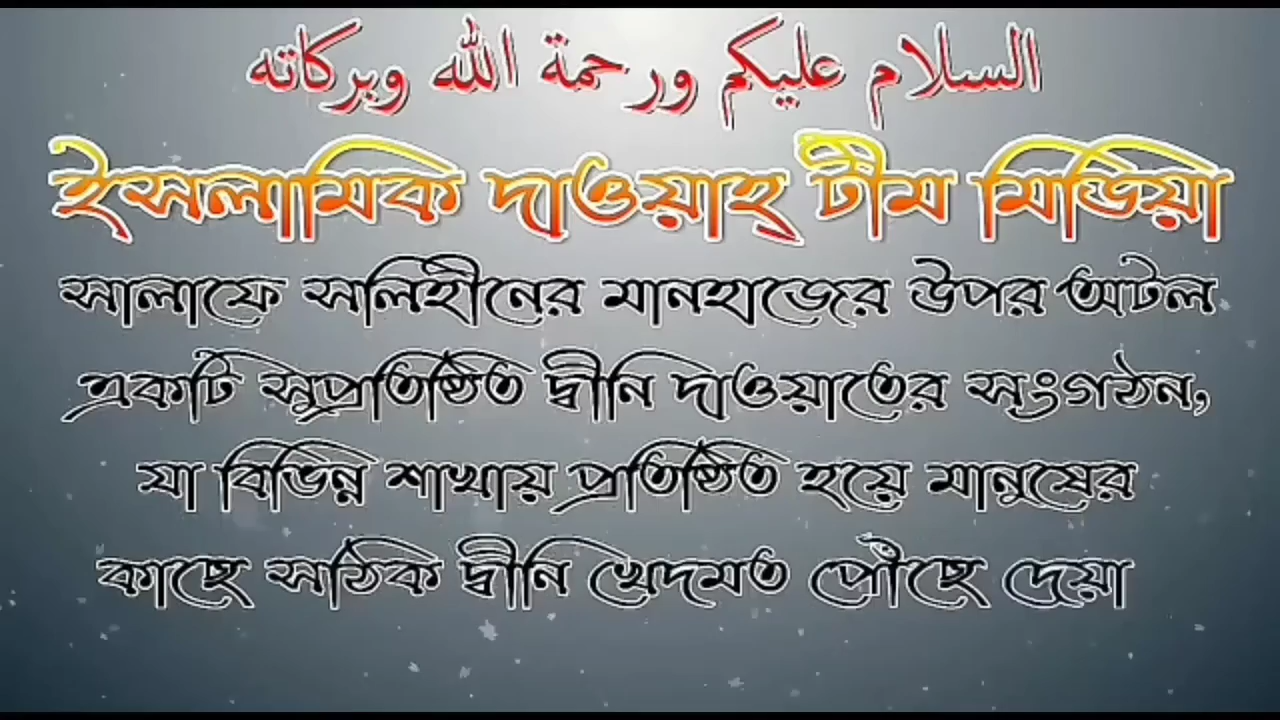 السلام عليكم ورحمة الله وبركاته
ইসলামিক দাওয়াহ্ টীম মিডিয়া
সালাফে সলিহীনের মানহাজের উপর অটল
একটি সুপ্রতিষ্ঠিত দ্বীনি দাওয়াতের সংগঠন,
যা বিভিন্ন শাখায় প্রতিষ্ঠিত হয়ে মানুষের
কাছে সঠিক দ্বীনি খেদমত পৌঁছে দেয়া